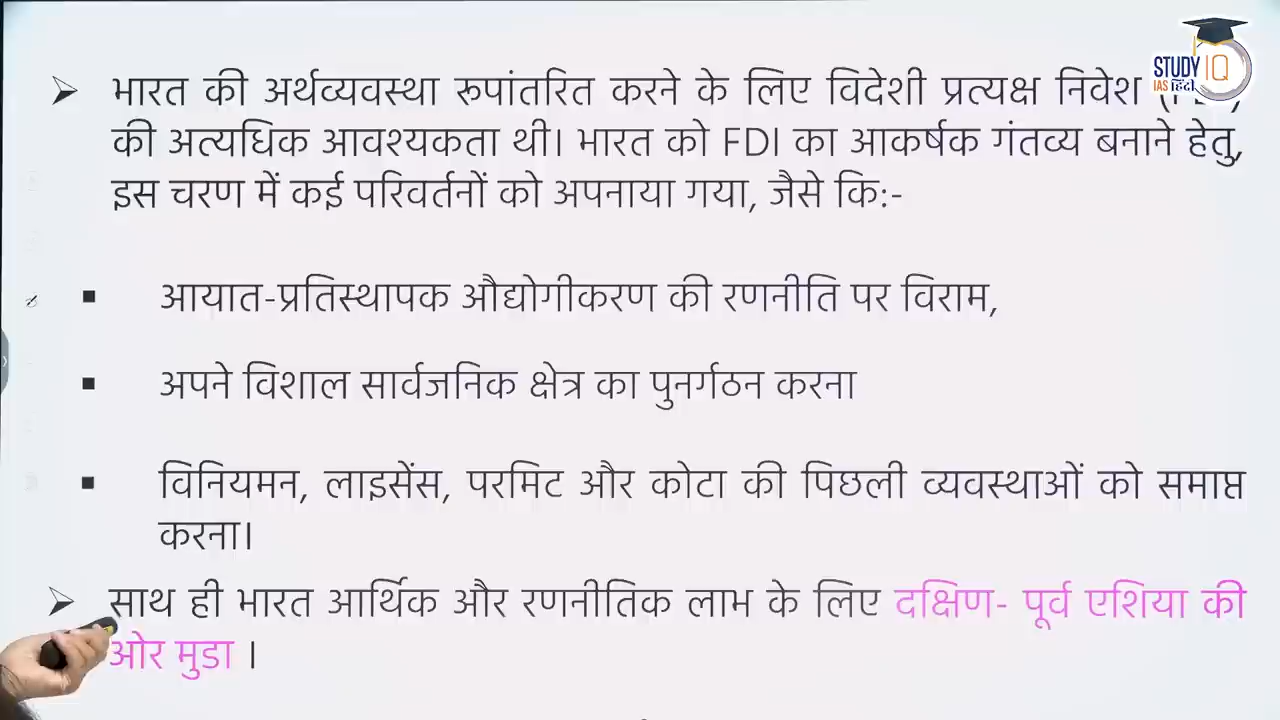 STUDY IQ
IAS हिंदी
भारत की अर्थव्यवस्था रूपांतरित करने के लिए विदेशी प्रत्यक्ष निवेश
की अत्यधिक आवश्यकता थी। भारत को FDI का आकर्षक गंतव्य बनाने हेतु,
इस चरण में कई परिवर्तनों को अपनाया गया, जैसे कि:-
आयात-प्रतिस्थापक औद्योगीकरण की रणनीति पर विराम,
अपने विशाल सार्वजनिक क्षेत्र का पुनर्गठन करना
विनियमन, लाइसेंस, परमिट और कोटा की पिछली व्यवस्थाओं को समाप्त
करना।
साथ ही भारत आर्थिक और रणनीतिक लाभ के लिए दक्षिण- पूर्व एशिया की
ओर मुडा ।